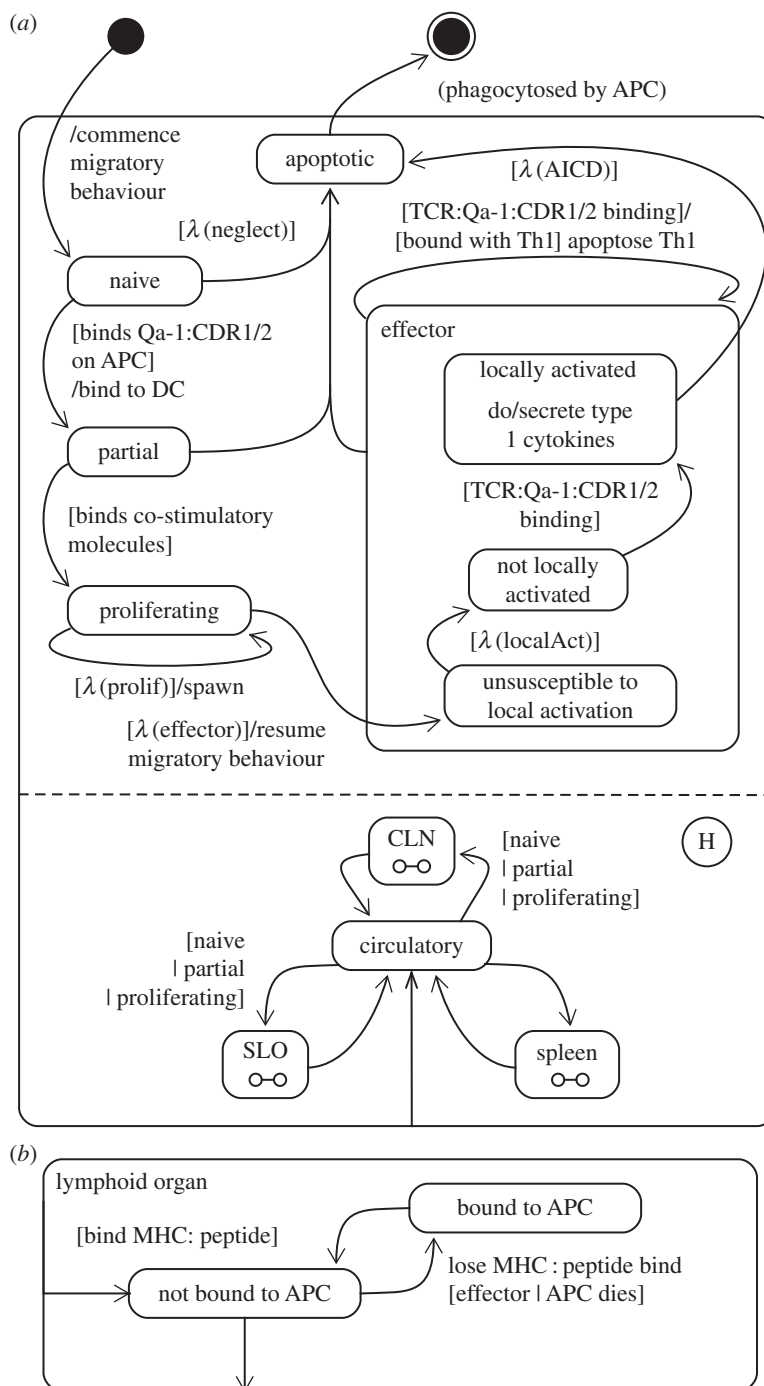 (a)
(phagocytosed by APC)
/commence
migratory
behaviour
apoptotic
[λ(AICD)]
[λ(neglect)]
[TCR:Qa-1:CDR1/2 binding]/
[bound with Th1] apoptose Th1
naive
effector
[binds Qa-1:CDR1/2
on APC]
/bind to DC
locally activated
do/secrete type
1 cytokines
partial
[TCR:Qa-1:CDR1/2
binding]
[binds co-stimulatory
molecules]
not locally
activated
proliferating
[λ(localAct)]
[λ(prolif)]/spawn
unsusceptible to
local activation
[λ(effector)]/resume
migratory behaviour
CLN
[naive
| partial
| proliferating]
H
circulatory
[naive
| partial
| proliferating]
SLO
spleen
(b)
lymphoid organ
bound to APC
[bind MHC: peptide]
lose MHC : peptide bind
[effector | APC dies]
not bound to APC